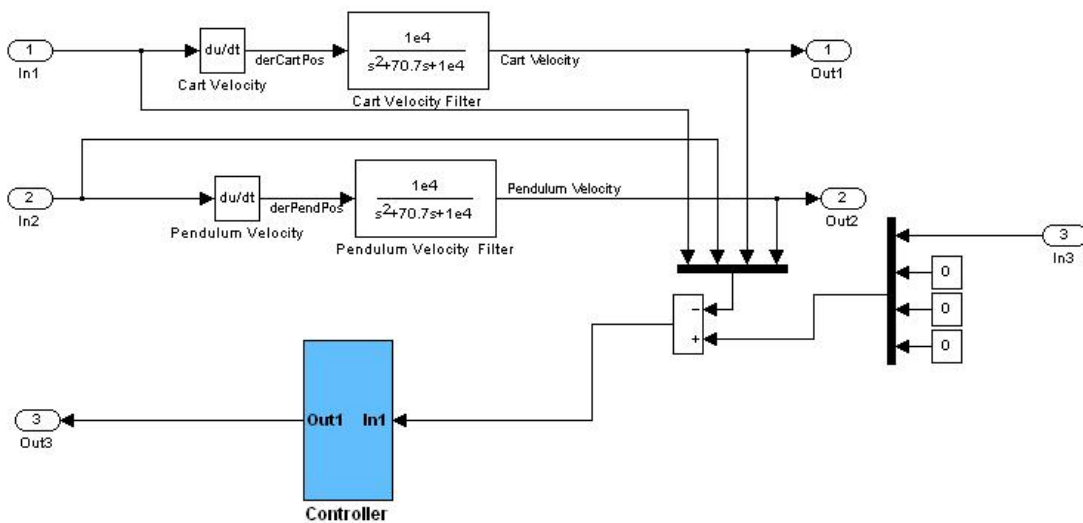 1
In1
du/dt
Cart Velocity
derCartPos
1e4
s²+70.7s+1e4
Cart Velocity Filter
Cart Velocity
1
Out1
2
In2
du/dt
Pendulum Velocity
derPendPos
1e4
s²+70.7s+1e4
Pendulum Velocity Filter
Pendulum Velocity
2
Out2
3
In3
0
0
0
−
+
Out1 In1
Controller
3
Out3